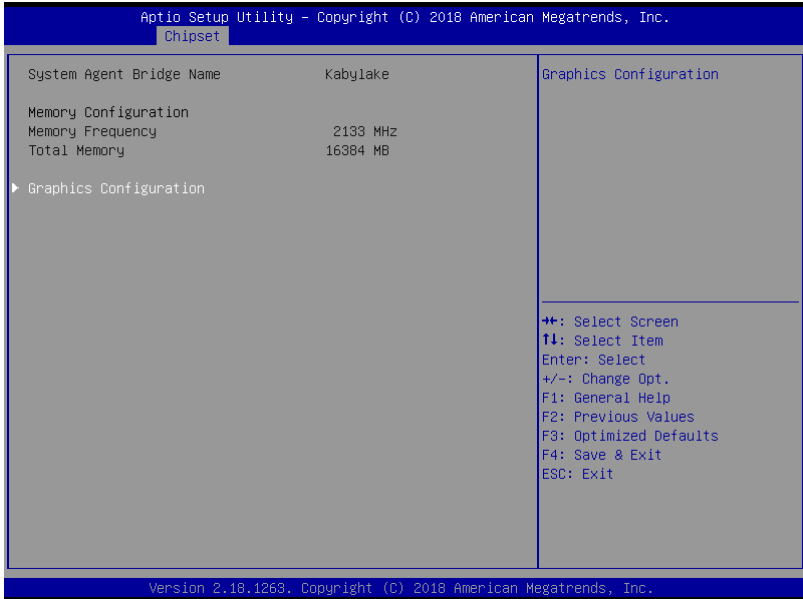 Aptio Setup Utility – Copyright (C) 2018 American Megatrends, Inc.
Chipset
System Agent Bridge Name Kabylake
Memory Configuration
Memory Frequency 2133 MHz
Total Memory 16384 MB
Graphics Configuration
Graphics Configuration
→←: Select Screen
↑↓: Select Item
Enter: Select
+/-: Change Opt.
F1: General Help
F2: Previous Values
F3: Optimized Defaults
F4: Save & Exit
ESC: Exit
Version 2.18.1263. Copyright (C) 2018 American Megatrends, Inc.